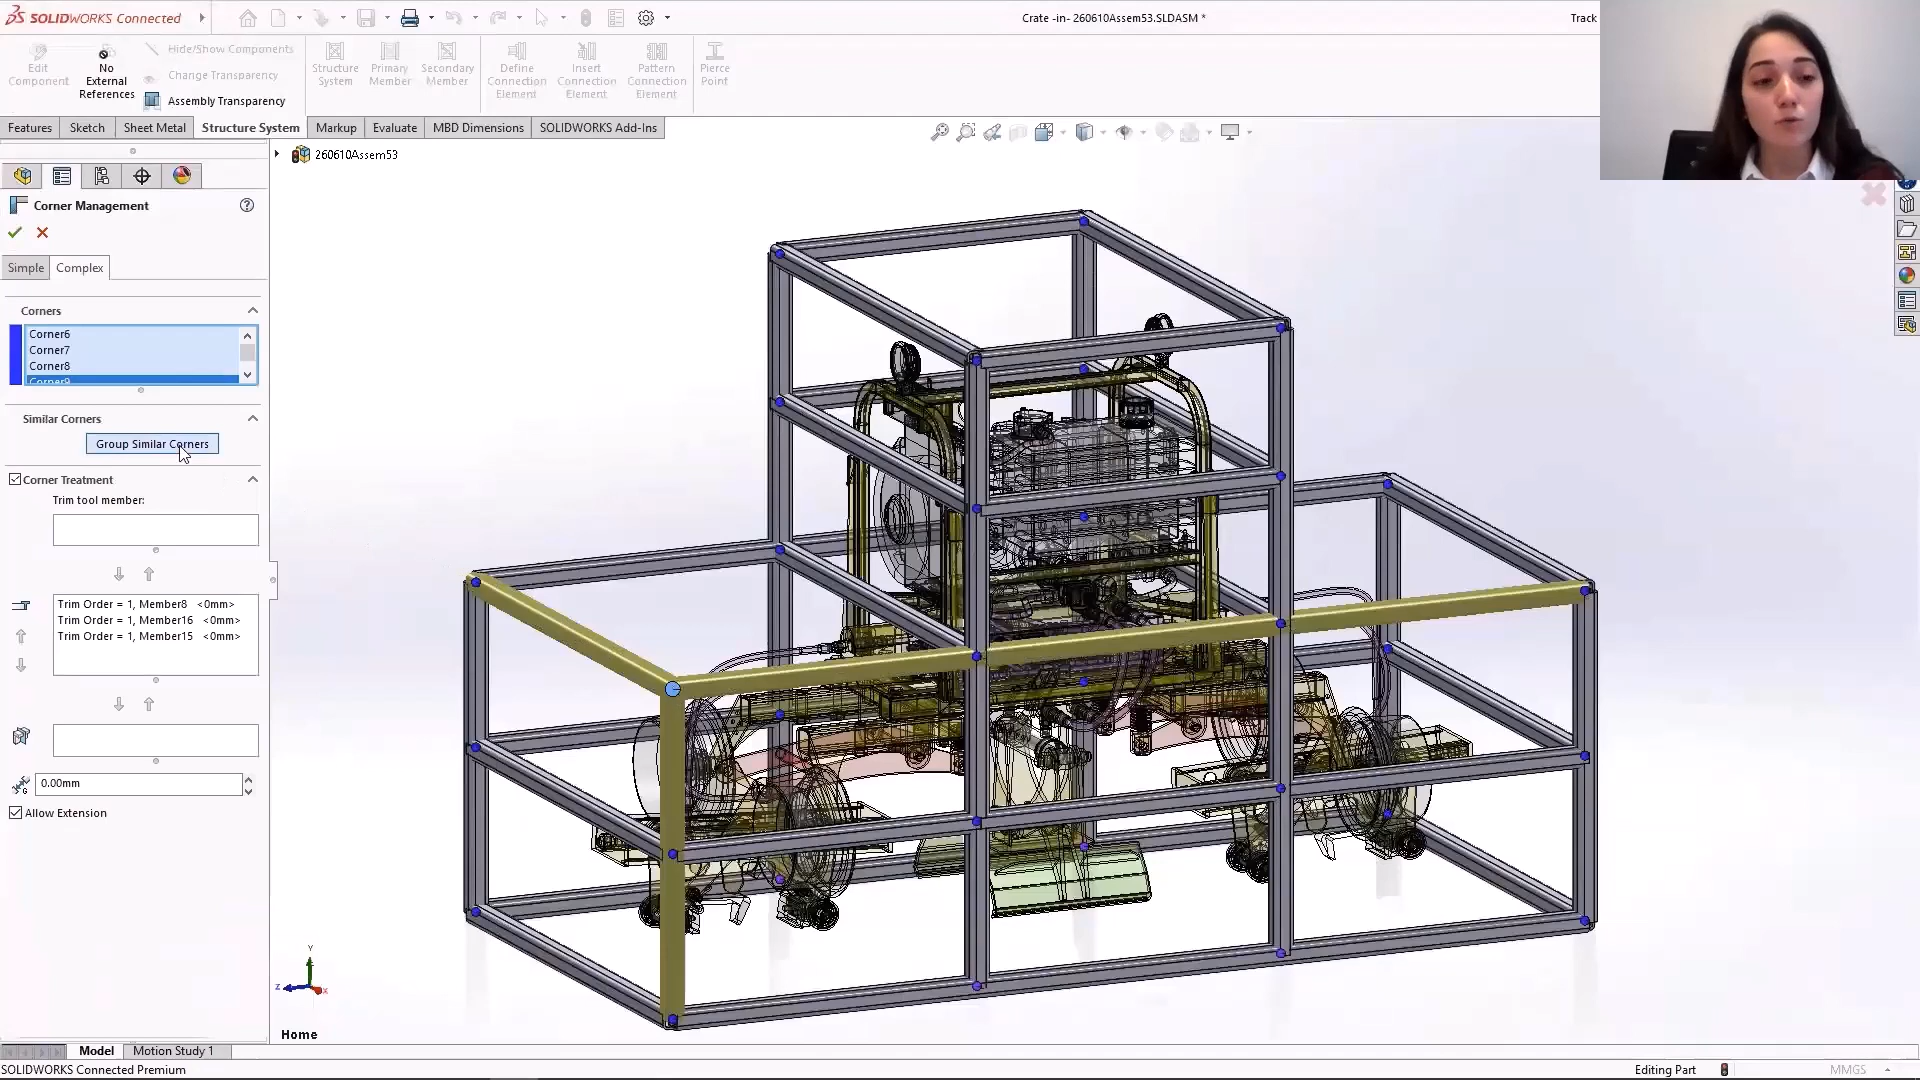 SOLIDWORKS Connected
Crate -in- 260610Assem53.SLDASM *
Track
Edit Component
No External References
Hide/Show Components
Change Transparency
Assembly Transparency
Structure System
Primary Member
Secondary Member
Define Connection Element
Insert Connection Element
Pattern Connection Element
Pierce Point
Features
Sketch
Sheet Metal
Structure System
Markup
Evaluate
MBD Dimensions
SOLIDWORKS Add-Ins
260610Assem53
Corner Management
Simple
Complex
Corners
Corner6
Corner7
Corner8
Corner9
Similar Corners
Group Similar Corners
Corner Treatment
Trim tool member:
Trim Order = 1, Member8 <0mm>
Trim Order = 1, Member16 <0mm>
Trim Order = 1, Member15 <0mm>
0.00mm
Allow Extension
Y
Z
X
Home
Model
Motion Study 1
SOLIDWORKS Connected Premium
Editing Part
MMGS